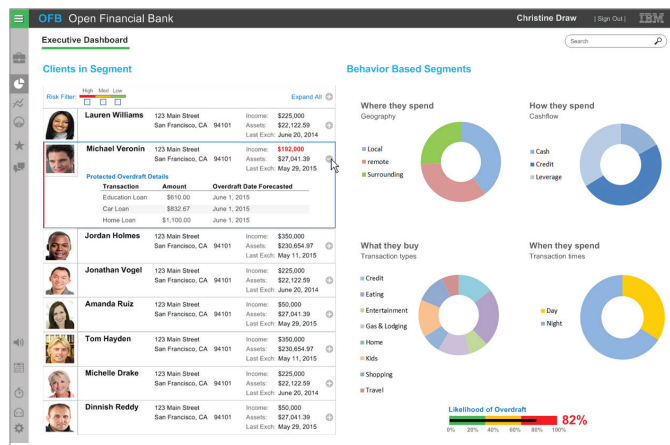 OFB Open Financial Bank
Christine Draw | Sign Out | IBM
Executive Dashboard
Search
Clients in Segment
Risk Filter: High Med Low
Expand All
Lauren Williams 123 Main Street Income: $225,000
San Francisco, CA 94101 Assets: $22,122.59
Last Exch: June 20, 2014
Michael Veronin 123 Main Street Income: $192,000
San Francisco, CA 94101 Assets: $27,041.39
Last Exch: May 29, 2015
Protected Overdraft Details
Transaction Amount Overdraft Date Forecasted
Education Loan $610.00 June 1, 2015
Car Loan $832.67 June 1, 2015
Home Loan $1,100.00 June 1, 2015
Jordan Holmes 123 Main Street Income: $350,000
San Francisco, CA 94101 Assets: $230,654.97
Last Exch: May 11, 2015
Jonathan Vogel 123 Main Street Income: $225,000
San Francisco, CA 94101 Assets: $22,122.59
Last Exch: June 20, 2014
Amanda Ruiz 123 Main Street Income: $50,000
San Francisco, CA 94101 Assets: $27,041.39
Last Exch: May 29, 2015
Tom Hayden 123 Main Street Income: $350,000
San Francisco, CA 94101 Assets: $230,654.97
Last Exch: May 11, 2015
Michelle Drake 123 Main Street Income: $225,000
San Francisco, CA 94101 Assets: $22,122.59
Last Exch: June 20, 2014
Dinnish Reddy 123 Main Street Income: $50,000
San Francisco, CA 94101 Assets: $27,041.39
Last Exch: May 29, 2015
Behavior Based Segments
Where they spend
Geography
Local
remote
Surrounding
How they spend
Cashflow
Cash
Credit
Leverage
What they buy
Transaction types
Credit
Eating
Entertainment
Gas & Lodging
Home
Kids
Shopping
Travel
When they spend
Transaction times
Day
Night
Likelihood of Overdraft
82%
0% 20% 40% 60% 80% 100%